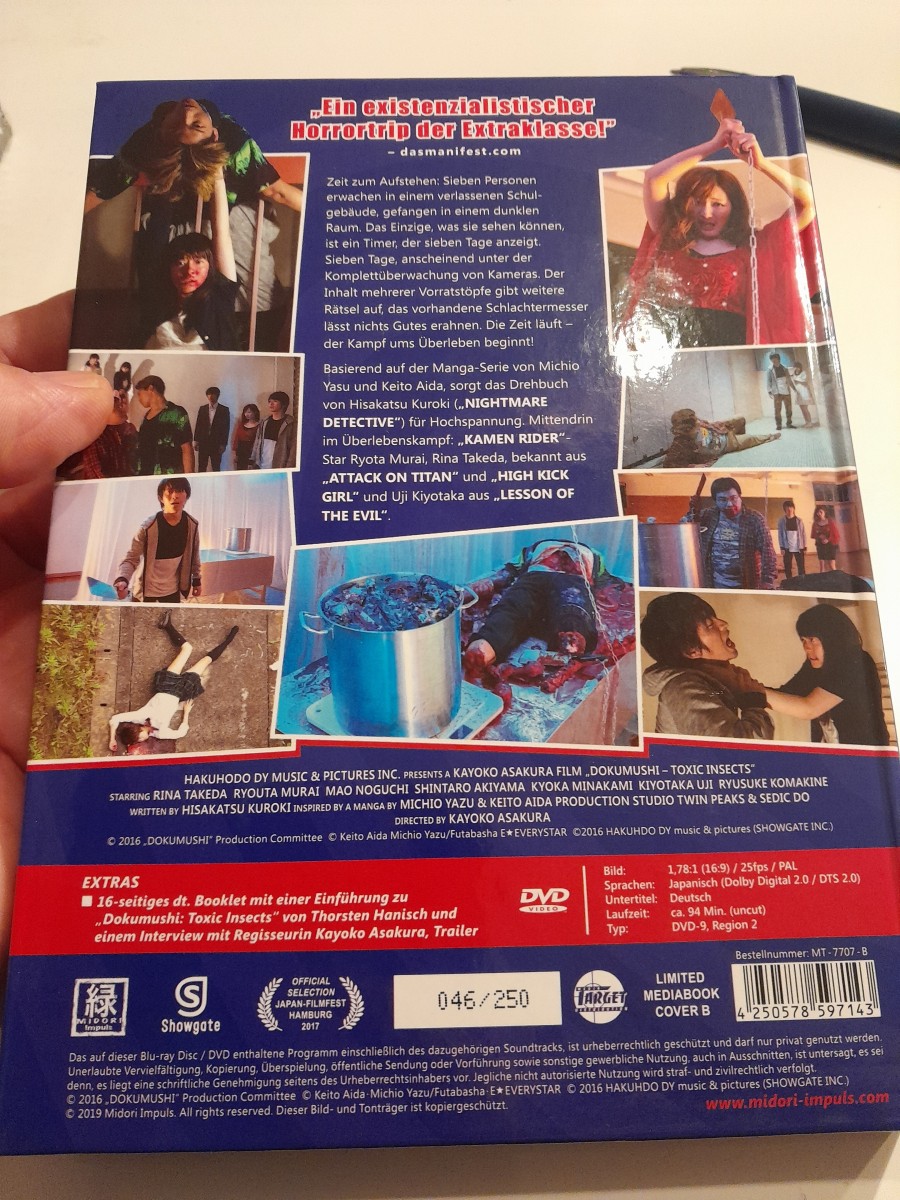 „Ein existenzialistischer
Horrortrip der Extraklasse!"
– dasmanifest.com
Zeit zum Aufstehen: Sieben Personen
erwachen in einem verlassenen Schul-
gebäude, gefangen in einem dunklen
Raum. Das Einzige, was sie sehen können,
ist ein Timer, der sieben Tage anzeigt.
Sieben Tage, anscheinend unter der
Komplettüberwachung von Kameras. Der
Inhalt mehrerer Vorratstöpfe gibt weitere
Rätsel auf, das vorhandene Schlachtermesser
lässt nichts Gutes erahnen. Die Zeit läuft –
der Kampf ums Überleben beginnt!
Basierend auf der Manga-Serie von Michio
Yasu und Keito Aida, sorgt das Drehbuch
von Hisakatsu Kuroki („NIGHTMARE
DETECTIVE") für Hochspannung. Mittendrin
im Überlebenskampf: „KAMEN RIDER"-
Star Ryota Murai, Rina Takeda, bekannt aus
„ATTACK ON TITAN" und „HIGH KICK
GIRL" und Uji Kiyotaka aus „LESSON OF
THE EVIL".
HAKUHODO DY MUSIC & PICTURES INC. PRESENTS A KAYOKO ASAKURA FILM „DOKUMUSHI – TOXIC INSECTS"
STARRING RINA TAKEDA RYOUTA MURAI MAO NOGUCHI SHINTARO AKIYAMA KYOKA MINAKAMI KIYOTAKA UJI RYUSUKE KOMAKINE
WRITTEN BY HISAKATSU KUROKI INSPIRED BY A MANGA BY MICHIO YAZU & KEITO AIDA PRODUCTION STUDIO TWIN PEAKS & SEDIC DO
DIRECTED BY KAYOKO ASAKURA
© 2016 „DOKUMUSHI" Production Committee © Keito Aida Michio Yazu/Futabasha E★EVERYSTAR ©2016 HAKUHDO DY music & pictures (SHOWGATE INC.)
EXTRAS
■ 16-seitiges dt. Booklet mit einer Einführung zu
„Dokumushi: Toxic Insects" von Thorsten Hanisch und
einem Interview mit Regisseurin Kayoko Asakura, Trailer
DVD
VIDEO
Bild: 1,78:1 (16:9) / 25fps / PAL
Sprachen: Japanisch (Dolby Digital 2.0 / DTS 2.0)
Untertitel: Deutsch
Laufzeit: ca. 94 Min. (uncut)
Typ: DVD-9, Region 2
Bestellnummer: MT-7707-B
緑
MIDORI
Impuls
Showgate
OFFICIAL
SELECTION
JAPAN-FILMFEST
HAMBURG
2017
046/250
TARGET
LIMITED
MEDIABOOK
COVER B
4 250578 597143
Das auf dieser Blu-ray Disc / DVD enthaltene Programm einschließlich des dazugehörigen Soundtracks, ist urheberrechtlich geschützt und darf nur privat genutzt werden.
Unerlaubte Vervielfältigung, Kopierung, Überspielung, öffentliche Sendung oder Vorführung sowie sonstige gewerbliche Nutzung, auch in Ausschnitten, ist untersagt, es sei
denn, es liegt eine schriftliche Genehmigung seitens des Urheberrechtsinhabers vor. Jegliche nicht autorisierte Nutzung wird straf- und zivilrechtlich verfolgt.
© 2016 „DOKUMUSHI" Production Committee © Keito Aida·Michio Yazu/Futabasha·E★EVERYSTAR © 2016 HAKUHDO DY music & pictures (SHOWGATE INC.)
© 2019 Midori Impuls. All rights reserved. Dieser Bild- und Tonträger ist kopiergeschützt.
www.midori-impuls.com